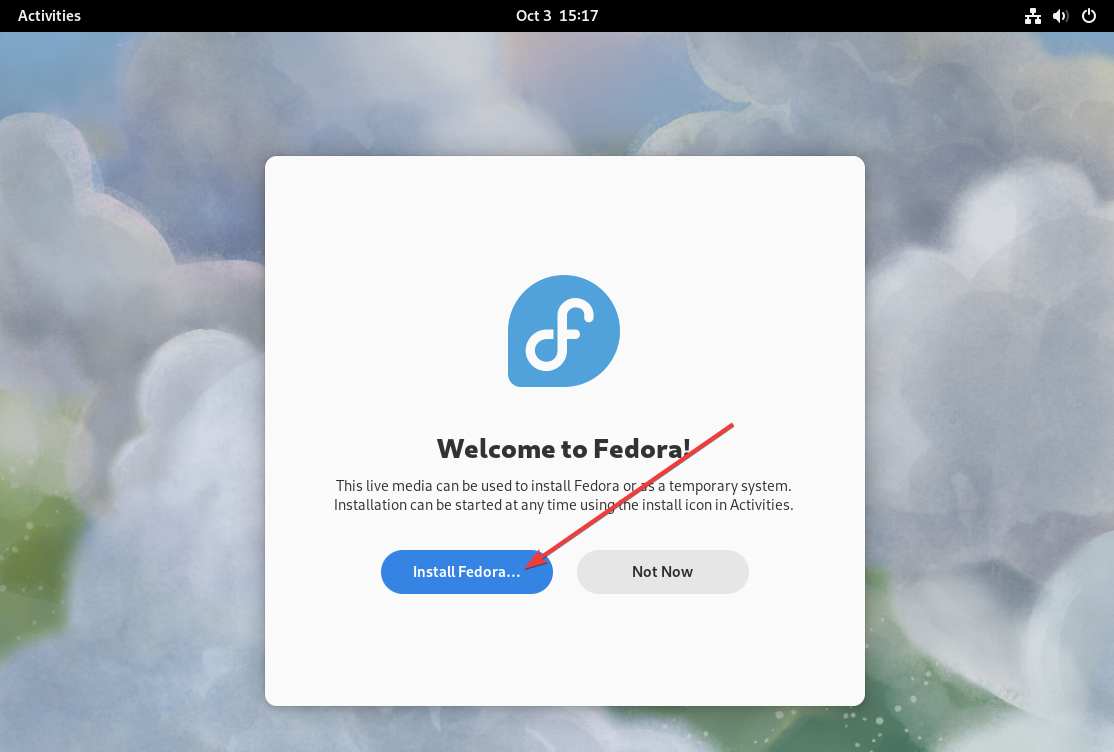 Activities
Oct 3 15:17
Welcome to Fedora!
This live media can be used to install Fedora or as a temporary system.
Installation can be started at any time using the install icon in Activities.
Install Fedora…
Not Now